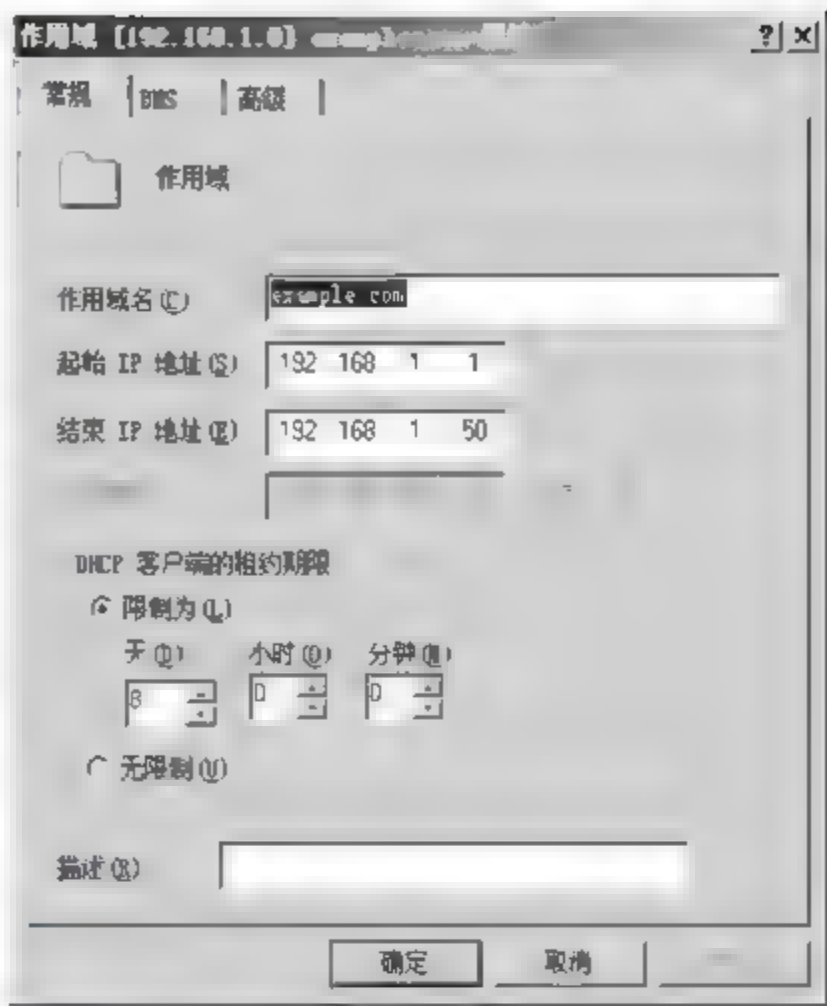 作用域 [192.168.1.0] example
? ×
常规 DNS 高级
作用域
作用域名(C) example com
起始 IP 地址(S) 192 168 1 1
结束 IP 地址(E) 192 168 1 50
DHCP 客户端的租约期限
限制为(L)
天(D) 小时(O) 分钟(M)
8 0 0
无限制(U)
描述(R)
确定 取消